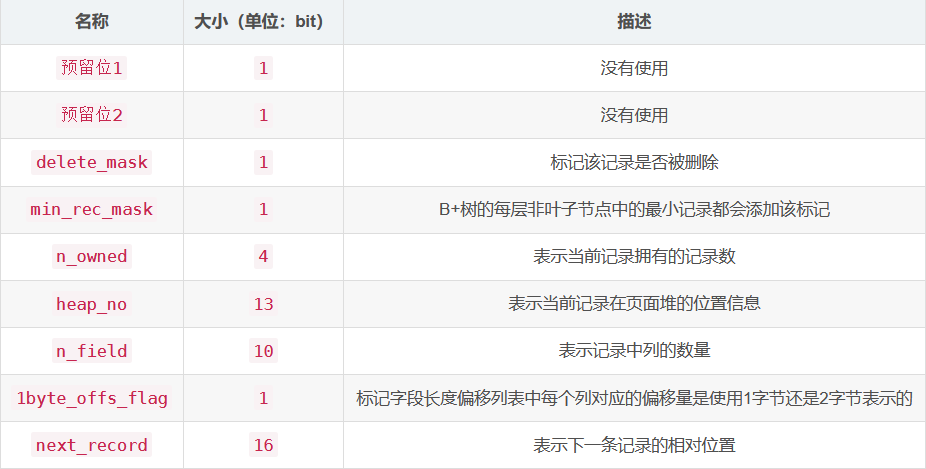 名称 大小（单位：bit） 描述
预留位1 1 没有使用
预留位2 1 没有使用
delete_mask 1 标记该记录是否被删除
min_rec_mask 1 B+树的每层非叶子节点中的最小记录都会添加该标记
n_owned 4 表示当前记录拥有的记录数
heap_no 13 表示当前记录在页面堆的位置信息
n_field 10 表示记录中列的数量
1byte_offs_flag 1 标记字段长度偏移列表中每个列对应的偏移量是使用1字节还是2字节表示的
next_record 16 表示下一条记录的相对位置